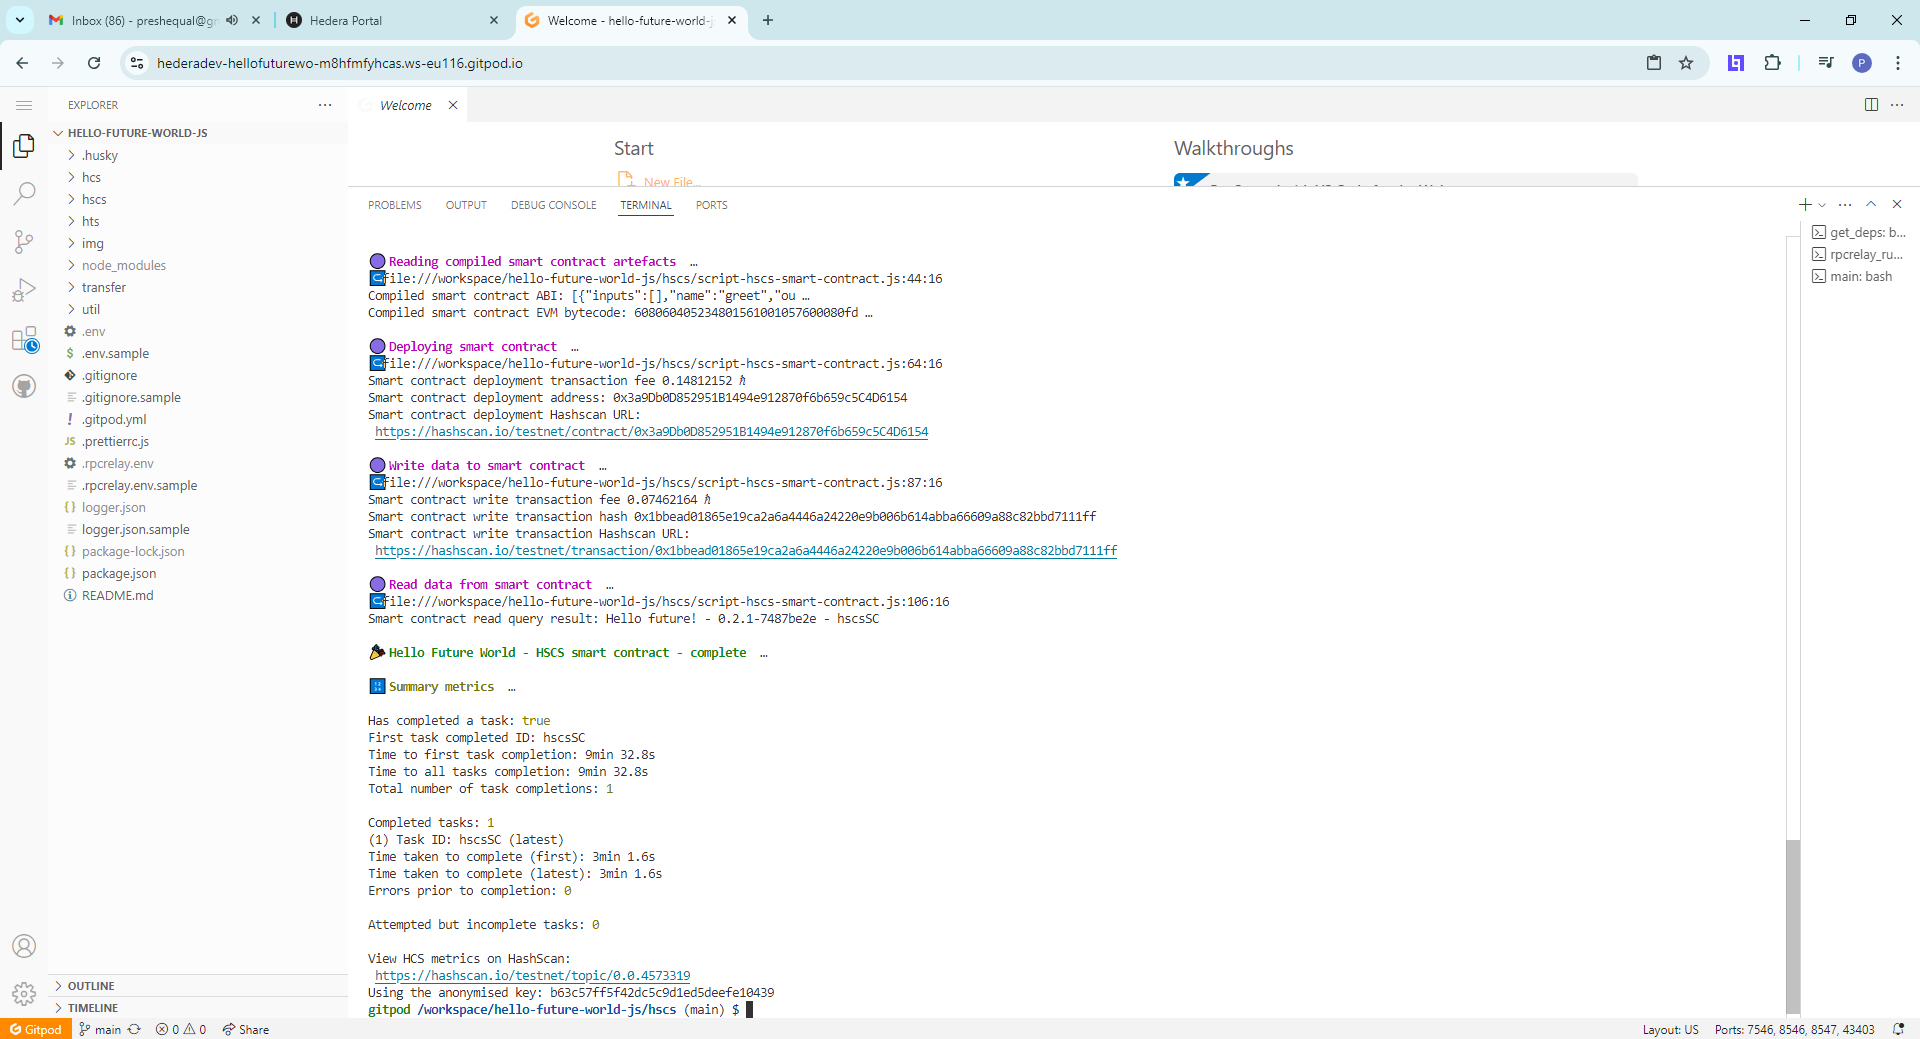 Inbox (86) - preshequal@gm
Hedera Portal
Welcome - hello-future-world-j
hederadev-hellofuturewo-m8hfmfyhcas.ws-eu116.gitpod.io
P
EXPLORER
HELLO-FUTURE-WORLD-JS
.husky
hcs
hscs
hts
img
node_modules
transfer
util
.env
$ .env.sample
.gitignore
.gitignore.sample
! .gitpod.yml
JS .prettierrc.js
.rpcrelay.env
.rpcrelay.env.sample
{} logger.json
logger.json.sample
{} package-lock.json
{} package.json
README.md
OUTLINE
TIMELINE
Welcome
Start
New File...
Walkthroughs
PROBLEMS OUTPUT DEBUG CONSOLE TERMINAL PORTS
Reading compiled smart contract artefacts …
file:///workspace/hello-future-world-js/hscs/script-hscs-smart-contract.js:44:16
Compiled smart contract ABI: [{"inputs":[],"name":"greet","ou …
Compiled smart contract EVM bytecode: 608060405234801561001057600080fd …
Deploying smart contract …
file:///workspace/hello-future-world-js/hscs/script-hscs-smart-contract.js:64:16
Smart contract deployment transaction fee 0.14812152 ℏ
Smart contract deployment address: 0x3a9Db0D852951B1494e912870f6b659c5C4D6154
Smart contract deployment Hashscan URL:
https://hashscan.io/testnet/contract/0x3a9Db0D852951B1494e912870f6b659c5C4D6154
Write data to smart contract …
file:///workspace/hello-future-world-js/hscs/script-hscs-smart-contract.js:87:16
Smart contract write transaction fee 0.07462164 ℏ
Smart contract write transaction hash 0x1bbead01865e19ca2a6a4446a24220e9b006b614abba66609a88c82bbd7111ff
Smart contract write transaction Hashscan URL:
https://hashscan.io/testnet/transaction/0x1bbead01865e19ca2a6a4446a24220e9b006b614abba66609a88c82bbd7111ff
Read data from smart contract …
file:///workspace/hello-future-world-js/hscs/script-hscs-smart-contract.js:106:16
Smart contract read query result: Hello future! - 0.2.1-7487be2e - hscsSC
Hello Future World - HSCS smart contract - complete …
Summary metrics …
Has completed a task: true
First task completed ID: hscsSC
Time to first task completion: 9min 32.8s
Time to all tasks completion: 9min 32.8s
Total number of task completions: 1
Completed tasks: 1
(1) Task ID: hscsSC (latest)
Time taken to complete (first): 3min 1.6s
Time taken to complete (latest): 3min 1.6s
Errors prior to completion: 0
Attempted but incomplete tasks: 0
View HCS metrics on HashScan:
https://hashscan.io/testnet/topic/0.0.4573319
Using the anonymised key: b63c57ff5f42dc5c9d1ed5deefe10439
gitpod /workspace/hello-future-world-js/hscs (main) $
get_deps: b...
rpcrelay_ru...
main: bash
Gitpod main 0 0 Share
Layout: US Ports: 7546, 8546, 8547, 43403